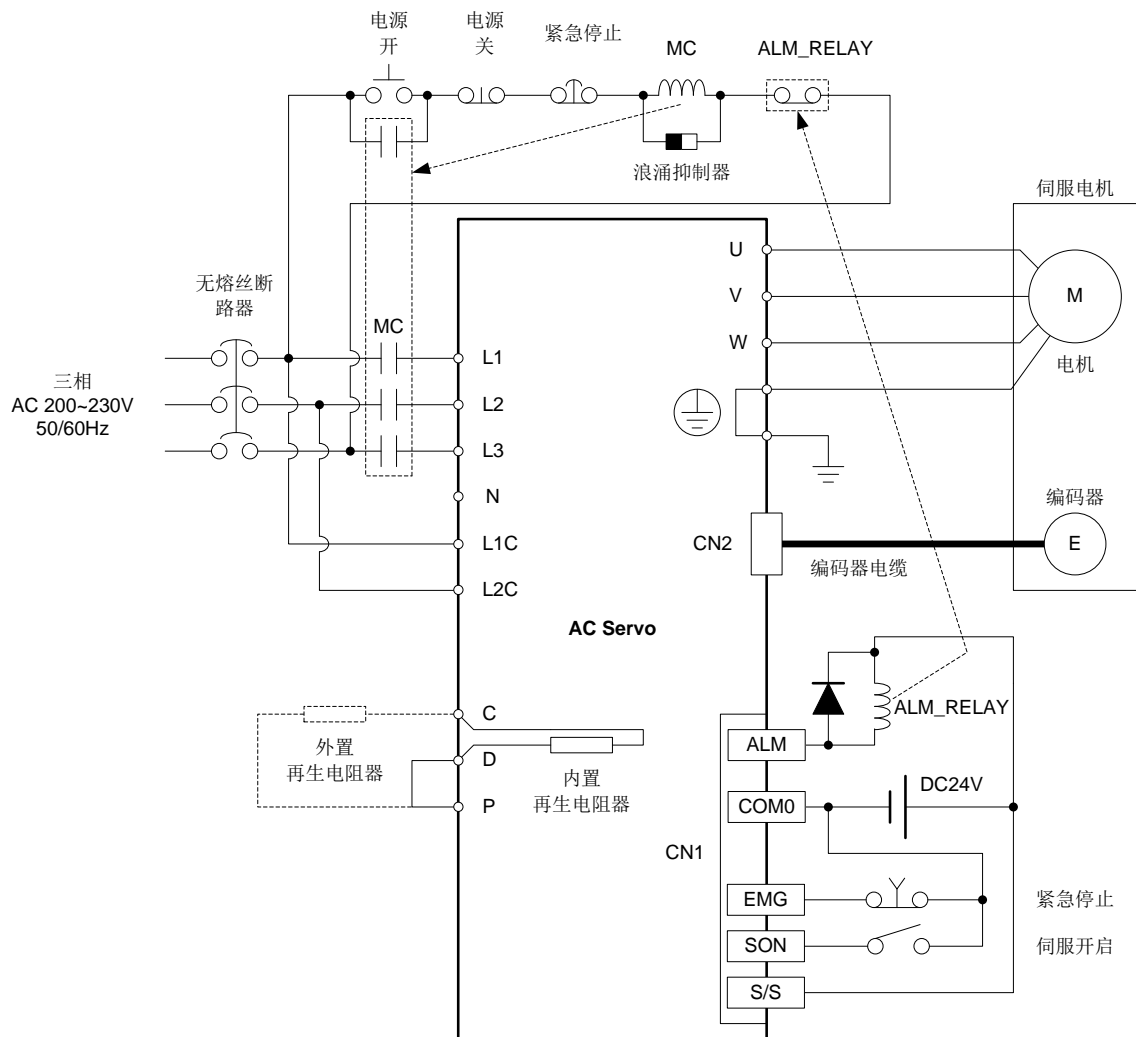 电源
开
电源
关
紧急停止
MC
ALM_RELAY
浪涌抑制器
伺服电机
U
V
W
M
电机
无熔丝断
路器
MC
三相
AC 200~230V
50/60Hz
L1
L2
L3
N
L1C
L2C
CN2
编码器
E
编码器电缆
AC Servo
C
D
P
外置
再生电阻器
内置
再生电阻器
ALM_RELAY
ALM
COM0
DC24V
CN1
EMG
紧急停止
SON
伺服开启
S/S